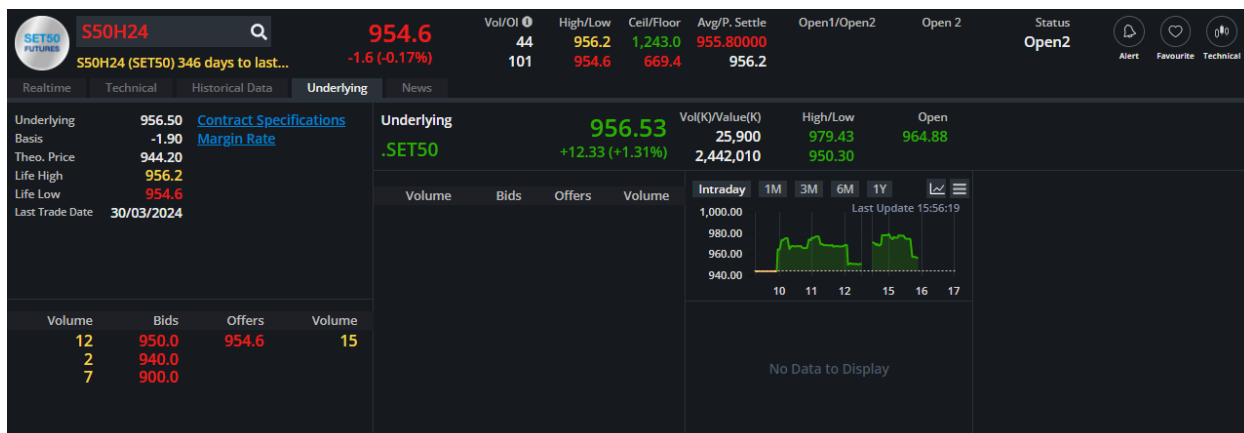 SET50
FUTURES
S50H24
S50H24 (SET50) 346 days to last...
954.6
-1.6 (-0.17%)
Vol/OI
44
101
High/Low
956.2
954.6
Ceil/Floor
1,243.0
669.4
Avg/P. Settle
955.80000
956.2
Open1/Open2
Open 2
Status
Open2
Alert
Favourite
Technical
Realtime Technical Historical Data Underlying News
Underlying 956.50 Contract Specifications
Basis -1.90 Margin Rate
Theo. Price 944.20
Life High 956.2
Life Low 954.6
Last Trade Date 30/03/2024
Volume Bids Offers Volume
12 950.0 954.6 15
2 940.0
7 900.0
Underlying
.SET50
956.53
+12.33 (+1.31%)
Vol(K)/Value(K)
25,900
2,442,010
High/Low
979.43
950.30
Open
964.88
Volume Bids Offers Volume
Intraday 1M 3M 6M 1Y
Last Update 15:56:19
1,000.00
980.00
960.00
940.00
10 11 12 15 16 17
No Data to Display